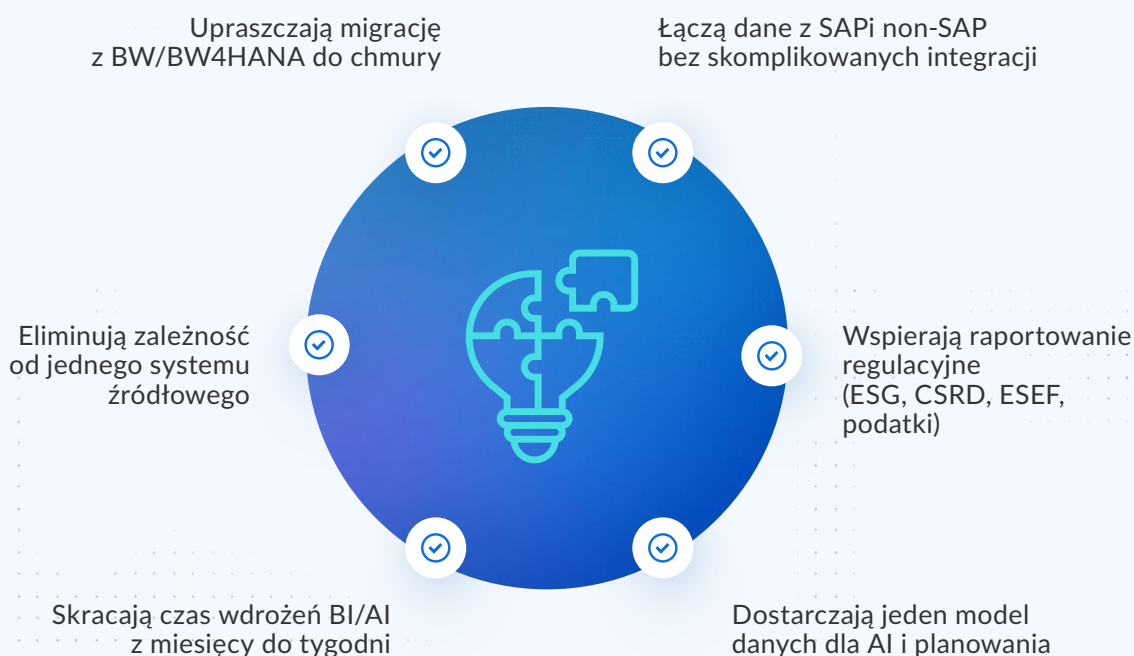 Upraszczają migrację
z BW/BW4HANA do chmury
Łączą dane z SAPi non-SAP
bez skomplikowanych integracji
Eliminują zależność
od jednego systemu
źródłowego
Wspierają raportowanie
regulacyjne
(ESG, CSRD, ESEF,
podatki)
Skracają czas wdrożeń BI/AI
z miesięcy do tygodni
Dostarczają jeden model
danych dla AI i planowania